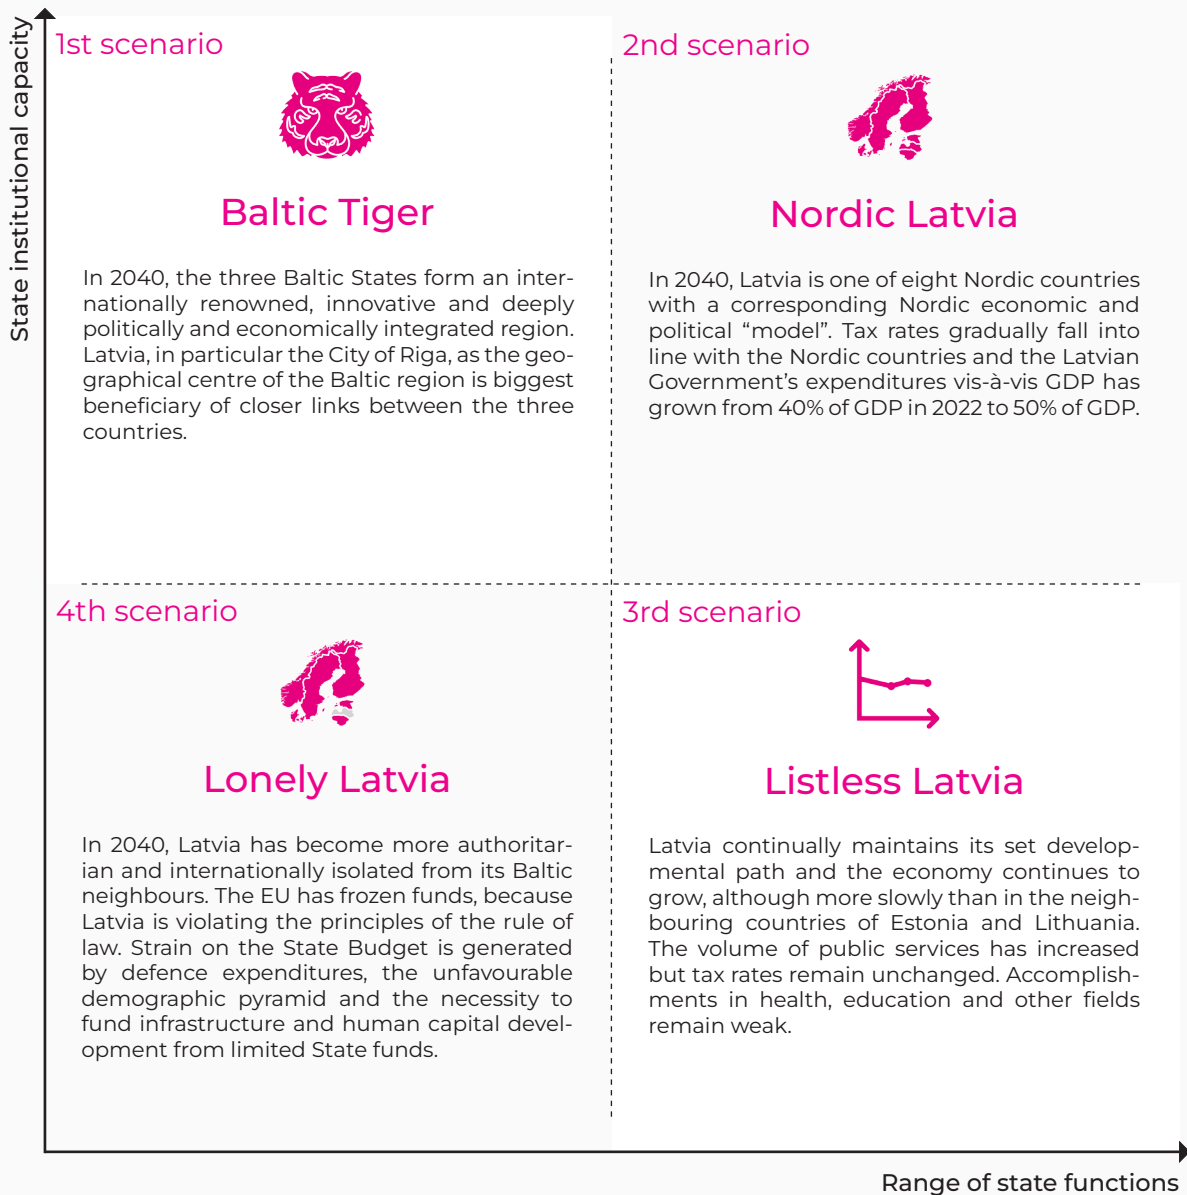 State institutional capacity
1st scenario
Baltic Tiger
In 2040, the three Baltic States form an inter-
nationally renowned, innovative and deeply
politically and economically integrated region.
Latvia, in particular the City of Riga, as the geo-
graphical centre of the Baltic region is biggest
beneficiary of closer links between the three
countries.
2nd scenario
Nordic Latvia
In 2040, Latvia is one of eight Nordic countries
with a corresponding Nordic economic and
political “model”. Tax rates gradually fall into
line with the Nordic countries and the Latvian
Government’s expenditures vis-à-vis GDP has
grown from 40% of GDP in 2022 to 50% of GDP.
4th scenario
Lonely Latvia
In 2040, Latvia has become more authoritar-
ian and internationally isolated from its Baltic
neighbours. The EU has frozen funds, because
Latvia is violating the principles of the rule of
law. Strain on the State Budget is generated
by defence expenditures, the unfavourable
demographic pyramid and the necessity to
fund infrastructure and human capital devel-
opment from limited State funds.
3rd scenario
Listless Latvia
Latvia continually maintains its set develop-
mental path and the economy continues to
grow, although more slowly than in the neigh-
bouring countries of Estonia and Lithuania.
The volume of public services has increased
but tax rates remain unchanged. Accomplish-
ments in health, education and other fields
remain weak.
Range of state functions